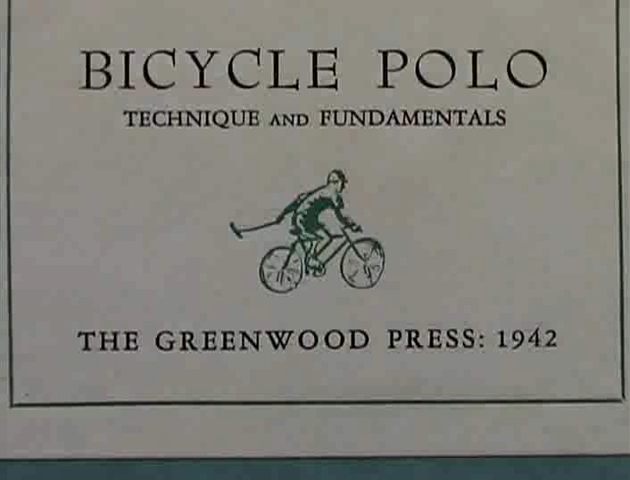 BICYCLE POLO
TECHNIQUE AND FUNDAMENTALS
THE GREENWOOD PRESS: 1942